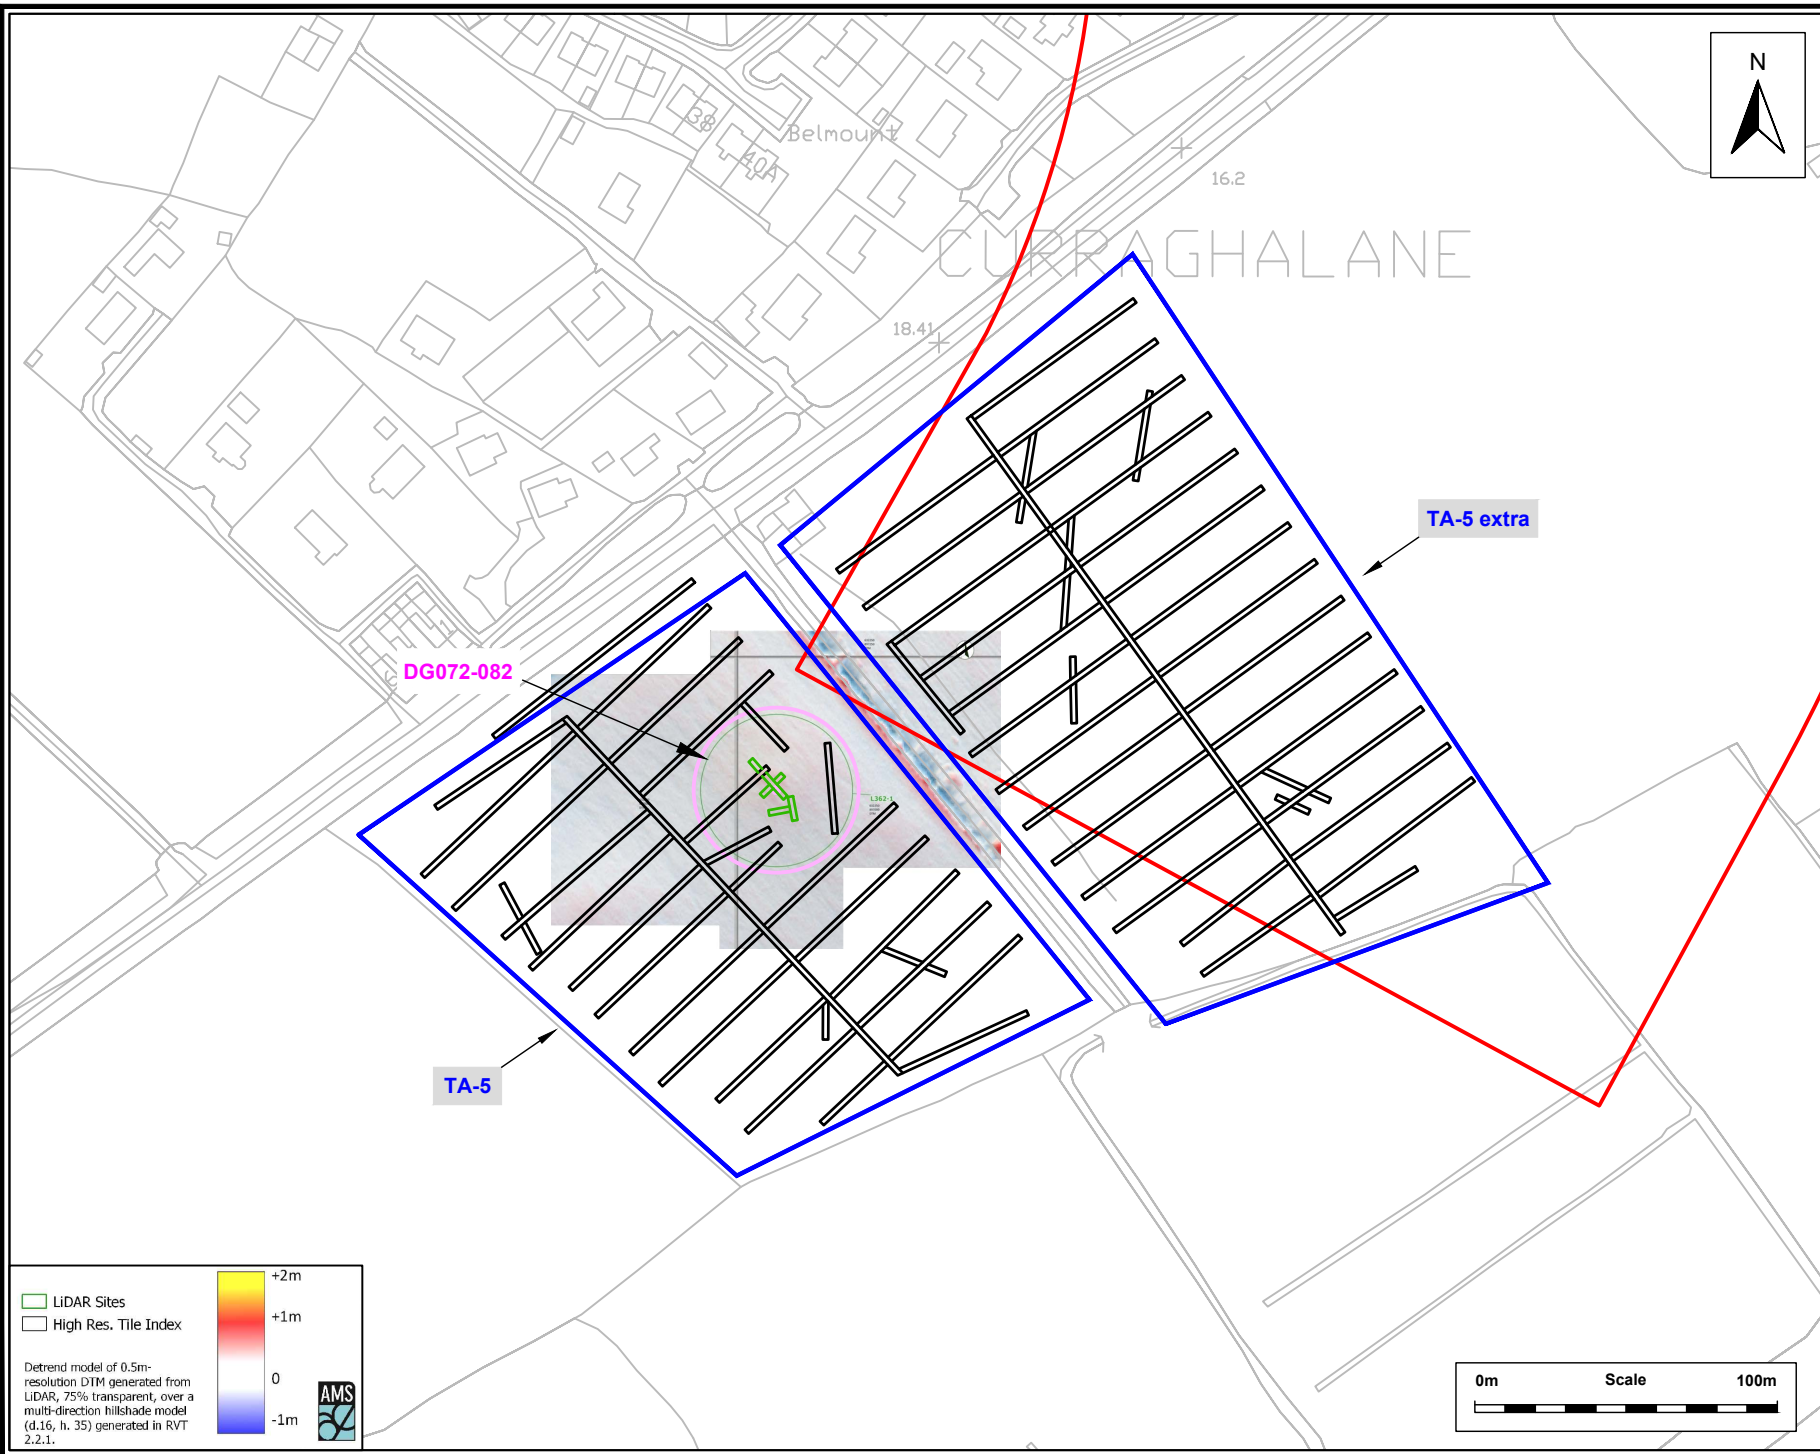 N
38
Belmount
40A
16.2
CURRAGHALANE
18.41
TA-5 extra
DG072-082
L362-1
TA-5
LiDAR Sites
High Res. Tile Index
Detrend model of 0.5m-
resolution DTM generated from
LiDAR, 75% transparent, over a
multi-direction hillshade model
(d.16, h. 35) generated in RVT
2.2.1.
+2m
+1m
0
-1m
AMS
0m Scale 100m